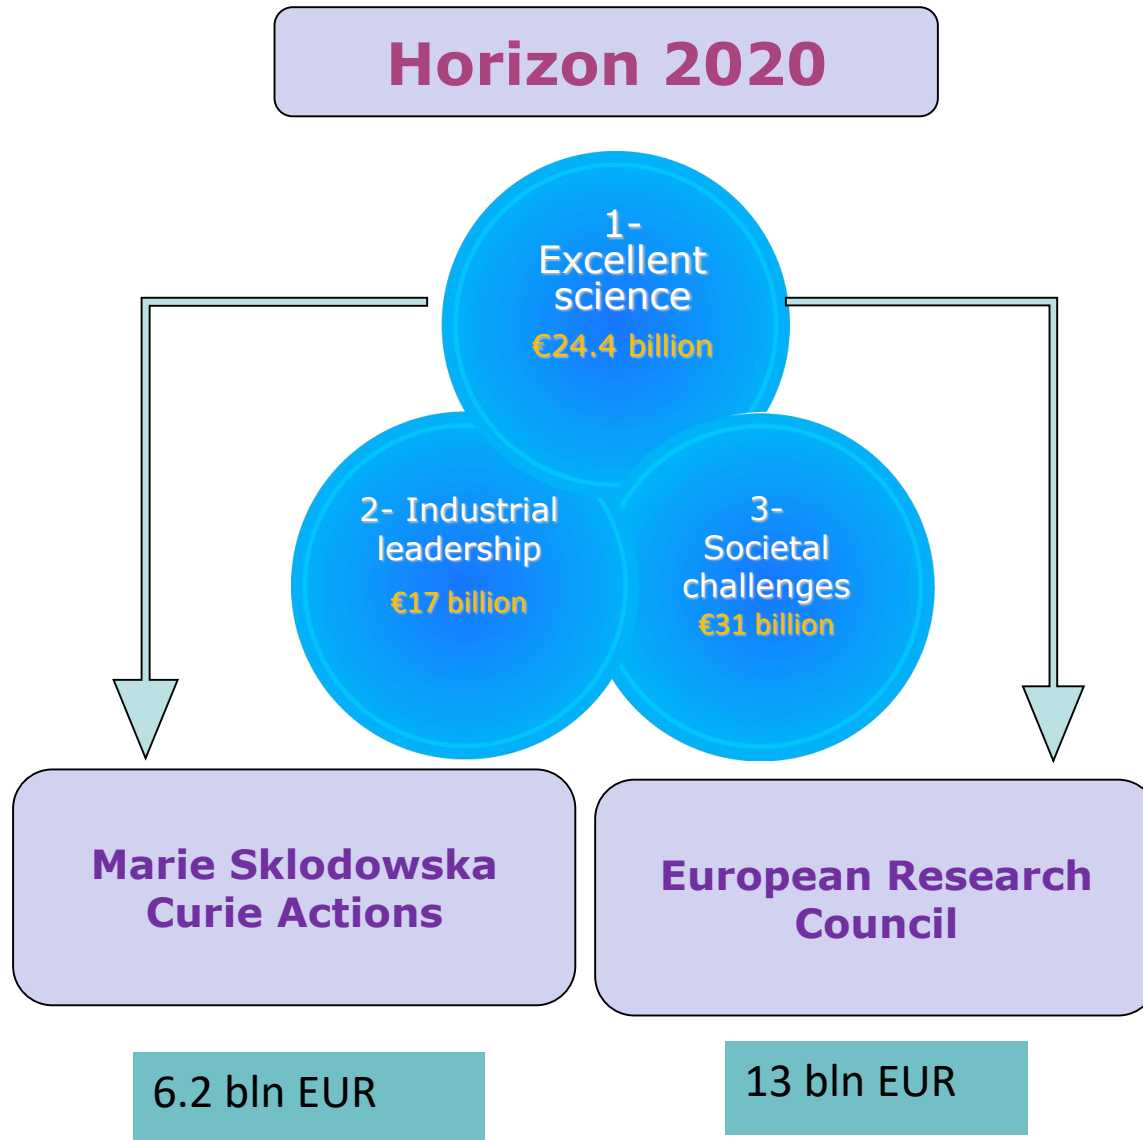 Horizon 2020
1-
Excellent
science
€24.4 billion
2- Industrial
leadership
€17 billion
3-
Societal
challenges
€31 billion
Marie Sklodowska
Curie Actions
European Research
Council
6.2 bln EUR
13 bln EUR